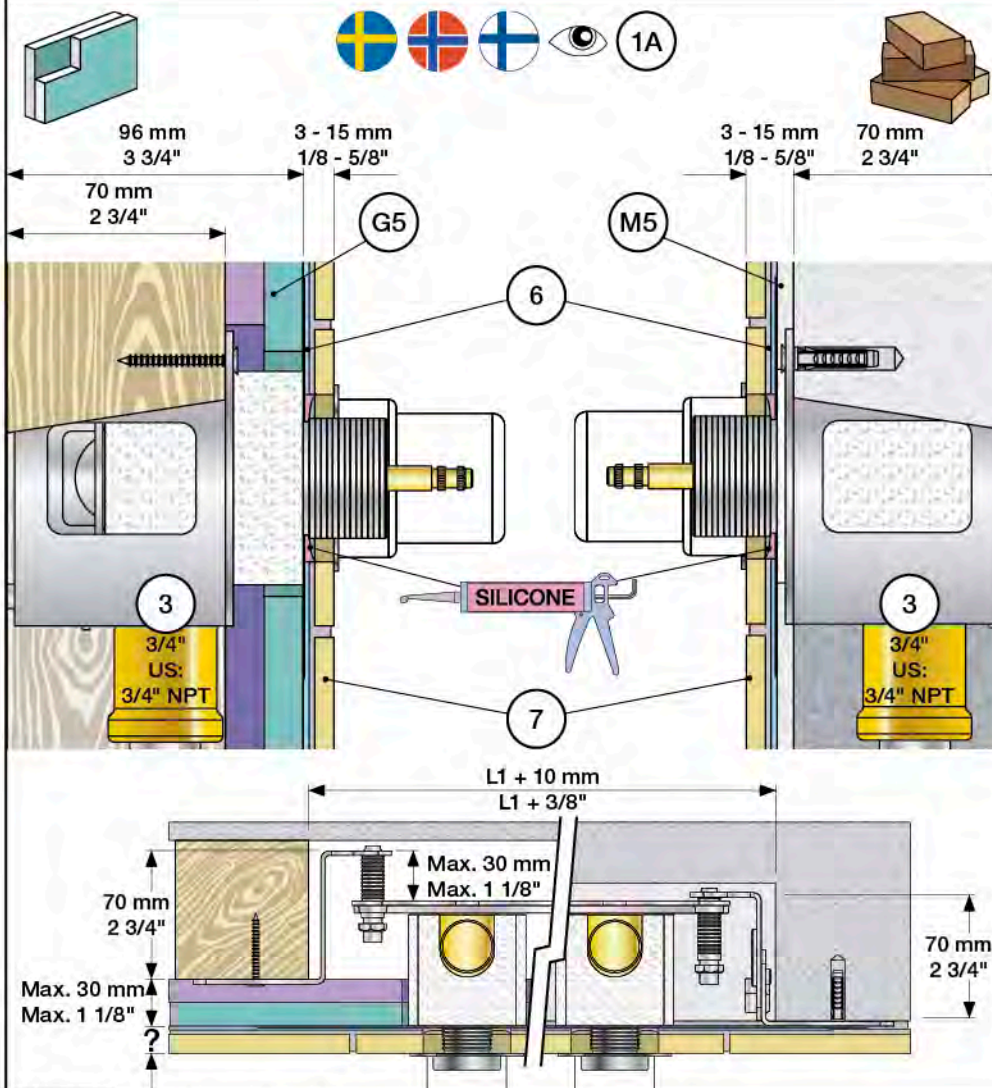 1A
96 mm
3 3/4"
3 - 15 mm
1/8 - 5/8"
3 - 15 mm
1/8 - 5/8"
70 mm
2 3/4"
70 mm
2 3/4"
G5
M5
6
SILICONE
3
3/4"
US:
3/4" NPT
3
3/4"
US:
3/4" NPT
7
L1 + 10 mm
L1 + 3/8"
Max. 30 mm
Max. 1 1/8"
70 mm
2 3/4"
70 mm
2 3/4"
Max. 30 mm
Max. 1 1/8"
?